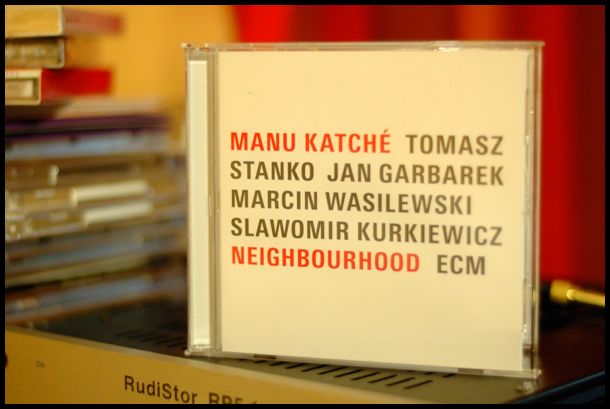 MANU KATCHÉ TOMASZ
STANKO JAN GARBAREK
MARCIN WASILEWSKI
SLAWOMIR KURKIEWICZ
NEIGHBOURHOOD ECM
RudiStor